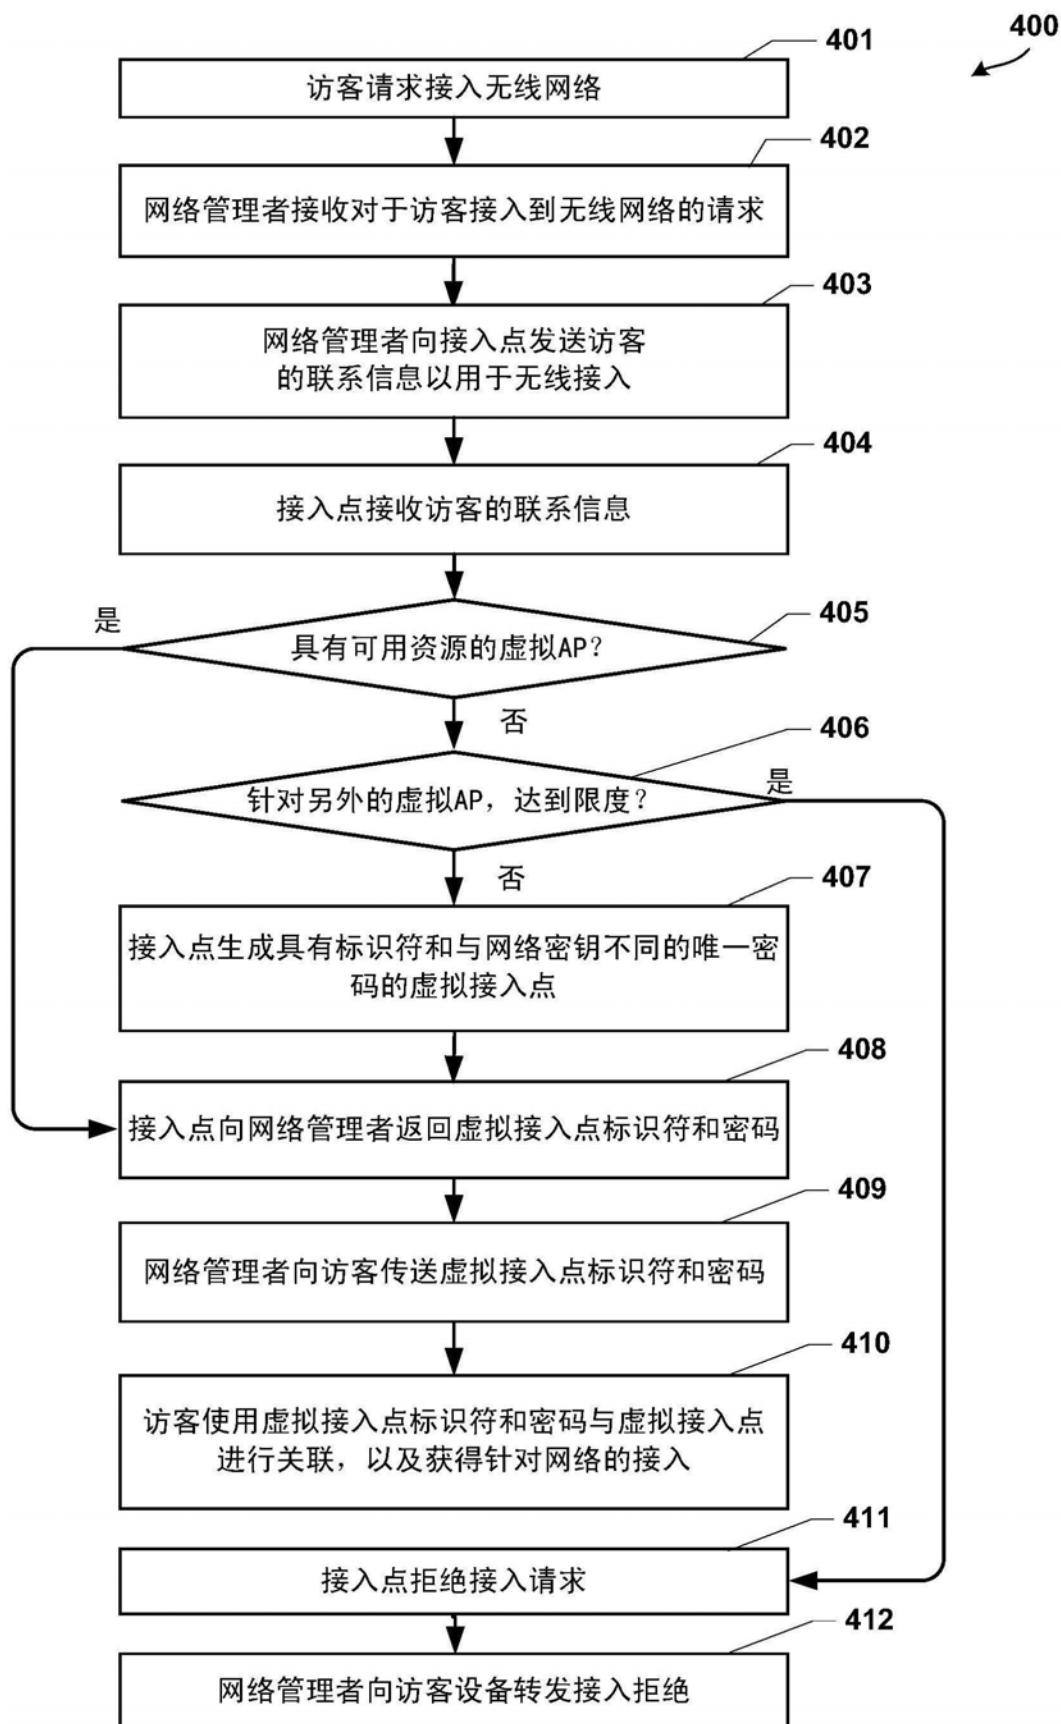 400
401
访客请求接入无线网络
402
网络管理者接收对于访客接入到无线网络的请求
403
网络管理者向接入点发送访客
的联系信息以用于无线接入
404
接入点接收访客的联系信息
405
是
具有可用资源的虚拟AP?
否
406
是
针对另外的虚拟AP, 达到限度?
否
407
接入点生成具有标识符和与网络密钥不同的唯一密
码的虚拟接入点
408
接入点向网络管理者返回虚拟接入点标识符和密码
409
网络管理者向访客传送虚拟接入点标识符和密码
410
访客使用虚拟接入点标识符和密码与虚拟接入点
进行关联, 以及获得针对网络的接入
411
接入点拒绝接入请求
412
网络管理者向访客设备转发接入拒绝